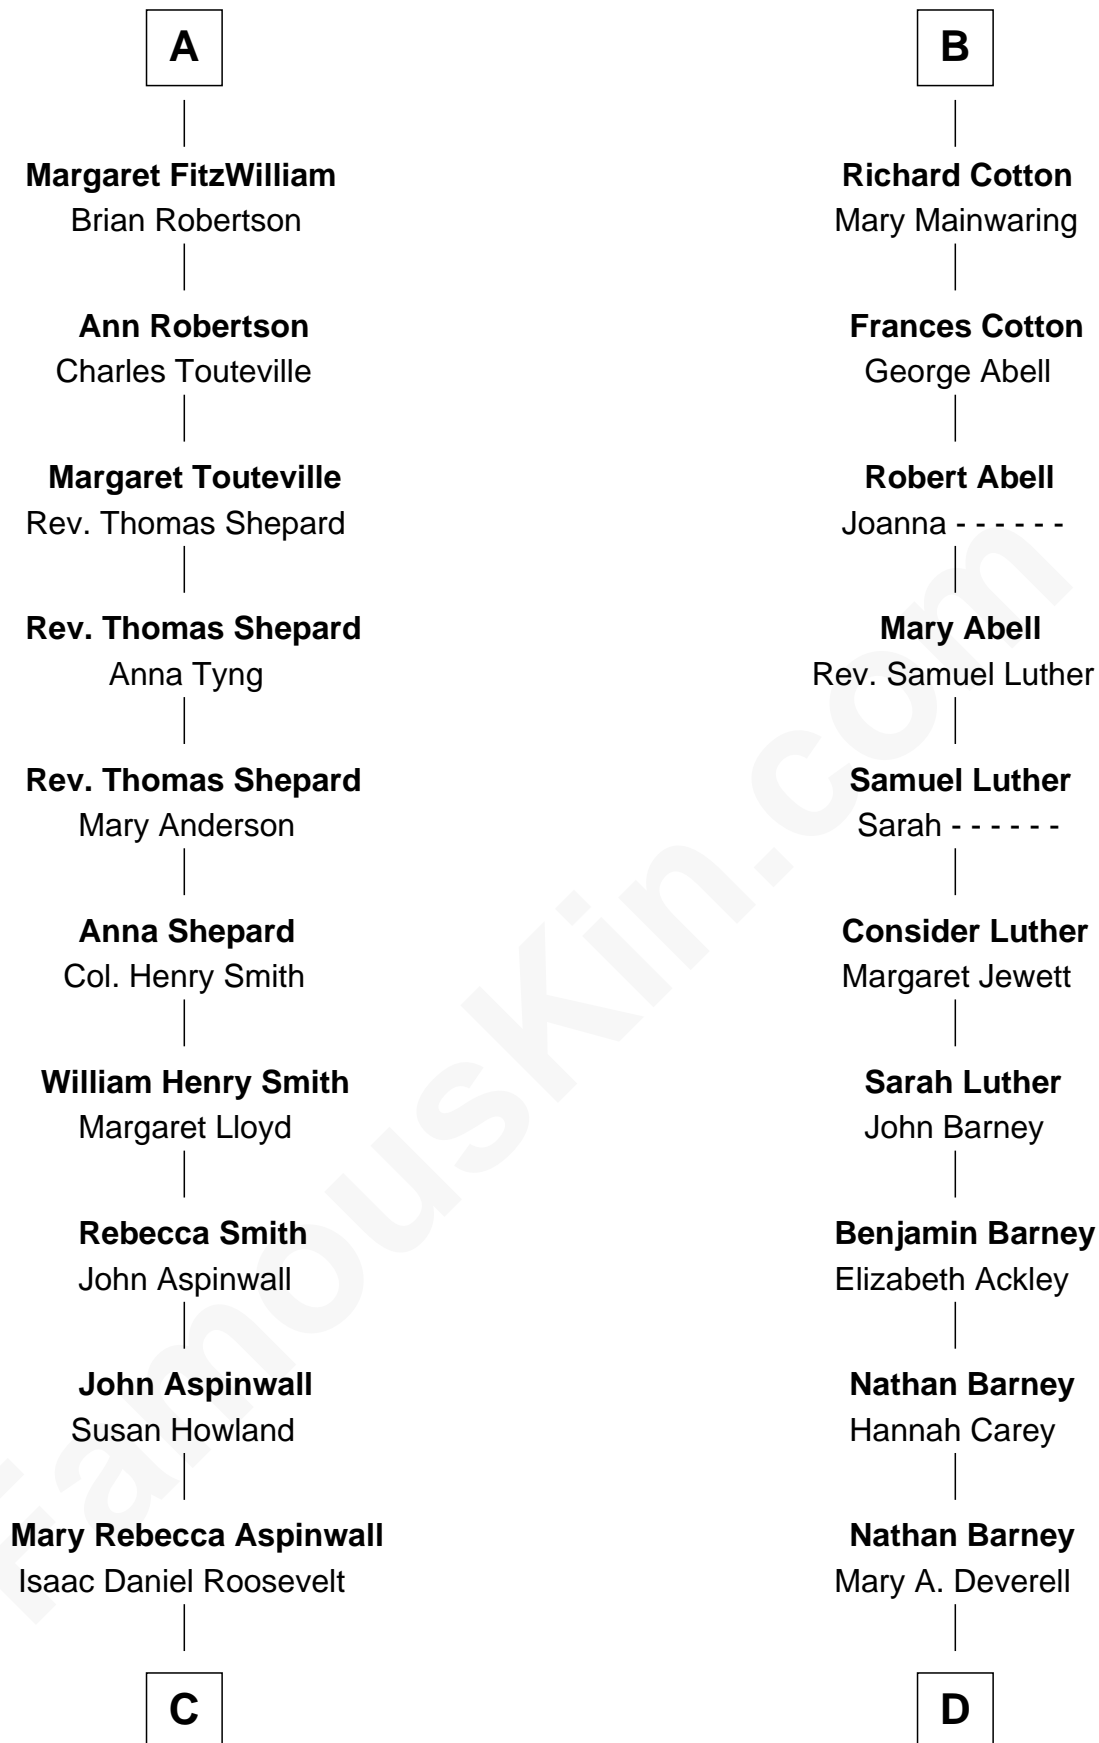 A
Margaret FitzWilliam
Brian Robertson
Ann Robertson
Charles Touteville
Margaret Touteville
Rev. Thomas Shepard
Rev. Thomas Shepard
Anna Tyng
Rev. Thomas Shepard
Mary Anderson
Anna Shepard
Col. Henry Smith
William Henry Smith
Margaret Lloyd
Rebecca Smith
John Aspinwall
John Aspinwall
Susan Howland
Mary Rebecca Aspinwall
Isaac Daniel Roosevelt
C
B
Richard Cotton
Mary Mainwaring
Frances Cotton
George Abell
Robert Abell
Joanna - - - - - -
Mary Abell
Rev. Samuel Luther
Samuel Luther
Sarah - - - - - -
Consider Luther
Margaret Jewett
Sarah Luther
John Barney
Benjamin Barney
Elizabeth Ackley
Nathan Barney
Hannah Carey
Nathan Barney
Mary A. Deverell
D
FamousKin.com